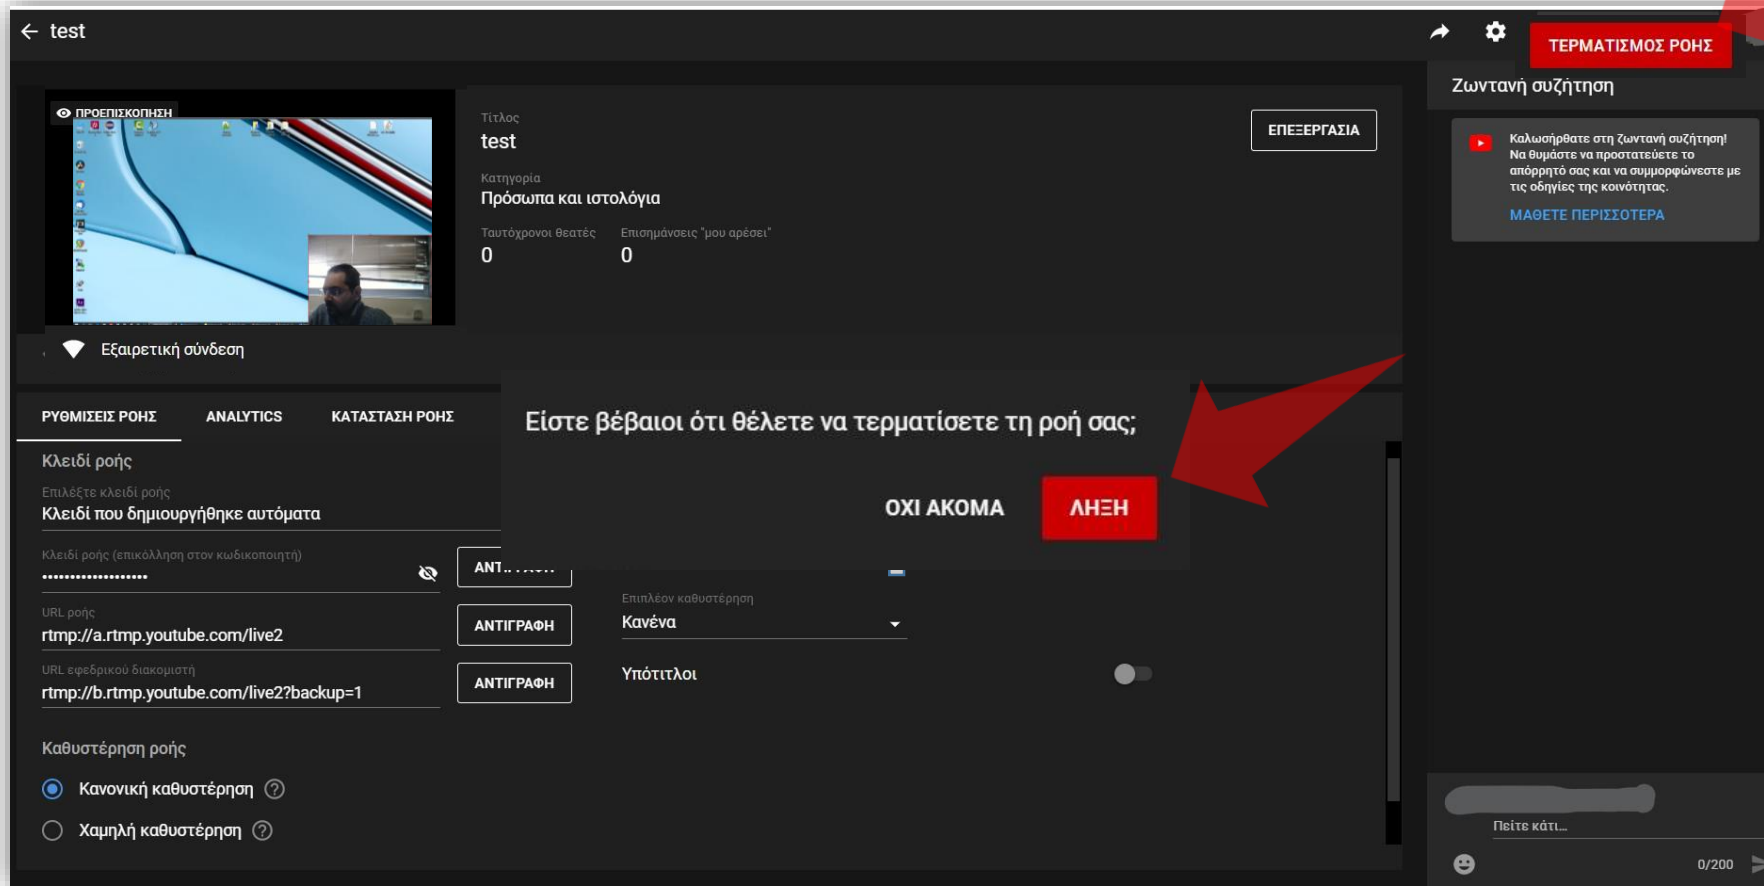 test
ΤΕΡΜΑΤΙΣΜΟΣ ΡΟΗΣ
ΠΡΟΕΠΙΣΚΟΠΗΣΗ
Τίτλος
test
ΕΠΕΞΕΡΓΑΣΙΑ
Κατηγορία
Πρόσωπα και ιστολόγια
Ταυτόχρονοι θεατές
Επισημάνσεις "μου αρέσει"
0
0
Εξαιρετική σύνδεση
ΡΥΘΜΙΣΕΙΣ ΡΟΗΣ
ANALYTICS
ΚΑΤΑΣΤΑΣΗ ΡΟΗΣ
Είστε βέβαιοι ότι θέλετε να τερματίσετε τη ροή σας;
ΟΧΙ ΑΚΟΜΑ
ΛΗΞΗ
Κλειδί ροής
Επιλέξτε κλειδί ροής
Κλειδί που δημιουργήθηκε αυτόματα
Κλειδί ροής (επικόλληση στον κωδικοποιητή)
•••••••••••••••••••
URL ροής
rtmp://a.rtmp.youtube.com/live2
ΑΝΤΙΓΡΑΦΗ
URL εφεδρικού διακομιστή
rtmp://b.rtmp.youtube.com/live2?backup=1
ΑΝΤΙΓΡΑΦΗ
Επιπλέον καθυστέρηση
Κανένα
Υπότιτλοι
Καθυστέρηση ροής
Κανονική καθυστέρηση
Χαμηλή καθυστέρηση
Ζωντανή συζήτηση
Καλωσήρθατε στη ζωντανή συζήτηση!
Να θυμάστε να προστατεύετε το
απόρρητό σας και να συμμορφώνεστε με
τις οδηγίες της κοινότητας.
ΜΑΘΕΤΕ ΠΕΡΙΣΣΟΤΕΡΑ
Πείτε κάτι...
0/200